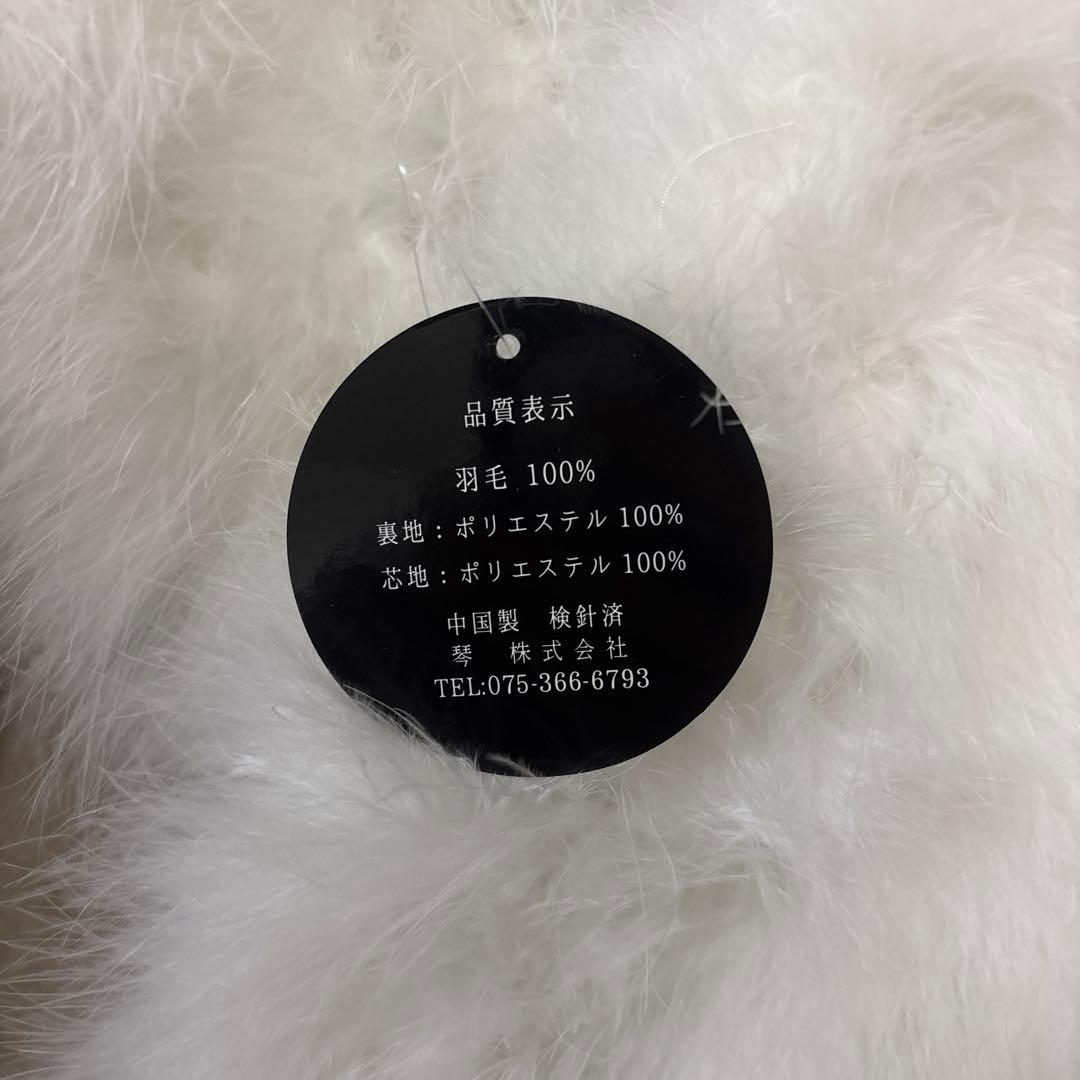 品質表示
羽毛 100%
裏地：ポリエステル 100%
芯地：ポリエステル 100%
中国製　検針済
琴　株式会社
TEL:075-366-6793